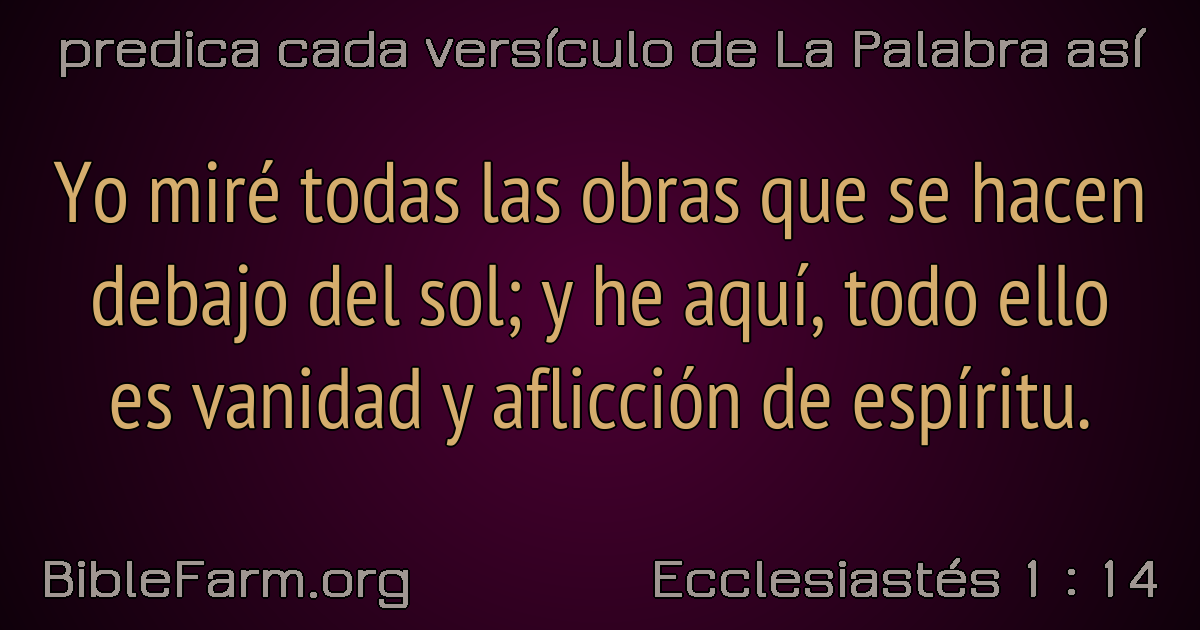 predica cada versículo de La Palabra así
Yo miré todas las obras que se hacen
debajo del sol; y he aquí, todo ello
es vanidad y aflicción de espíritu.
BibleFarm.org
Ecclesiastés 1 : 14